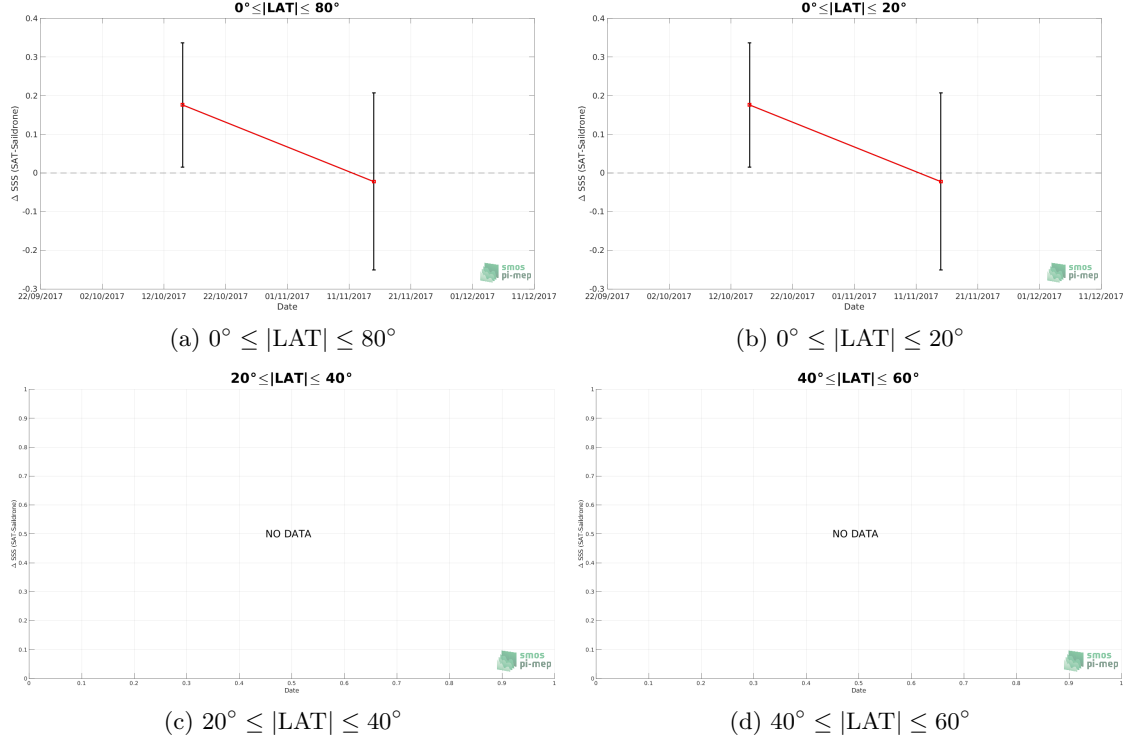 0°≤|LAT|≤ 80°
0.4
0.3
0.2
0.1
0
-0.1
-0.2
-0.3
Δ SSS (SAT-Saildrone)
22/09/2017 02/10/2017 12/10/2017 22/10/2017 01/11/2017 11/11/2017 21/11/2017 01/12/2017 11/12/2017
Date
smos
pi-mep
(a) 0° ≤ |LAT| ≤ 80°
0°≤|LAT|≤ 20°
0.4
0.3
0.2
0.1
0
-0.1
-0.2
-0.3
Δ SSS (SAT-Saildrone)
22/09/2017 02/10/2017 12/10/2017 22/10/2017 01/11/2017 11/11/2017 21/11/2017 01/12/2017 11/12/2017
Date
smos
pi-mep
(b) 0° ≤ |LAT| ≤ 20°
20°≤|LAT|≤ 40°
1
0.9
0.8
0.7
0.6
0.5
0.4
0.3
0.2
0.1
0
Δ SSS (SAT-Saildrone)
NO DATA
0 0.1 0.2 0.3 0.4 0.5 0.6 0.7 0.8 0.9 1
Date
smos
pi-mep
(c) 20° ≤ |LAT| ≤ 40°
40°≤|LAT|≤ 60°
1
0.9
0.8
0.7
0.6
0.5
0.4
0.3
0.2
0.1
0
Δ SSS (SAT-Saildrone)
NO DATA
0 0.1 0.2 0.3 0.4 0.5 0.6 0.7 0.8 0.9 1
Date
smos
pi-mep
(d) 40° ≤ |LAT| ≤ 60°